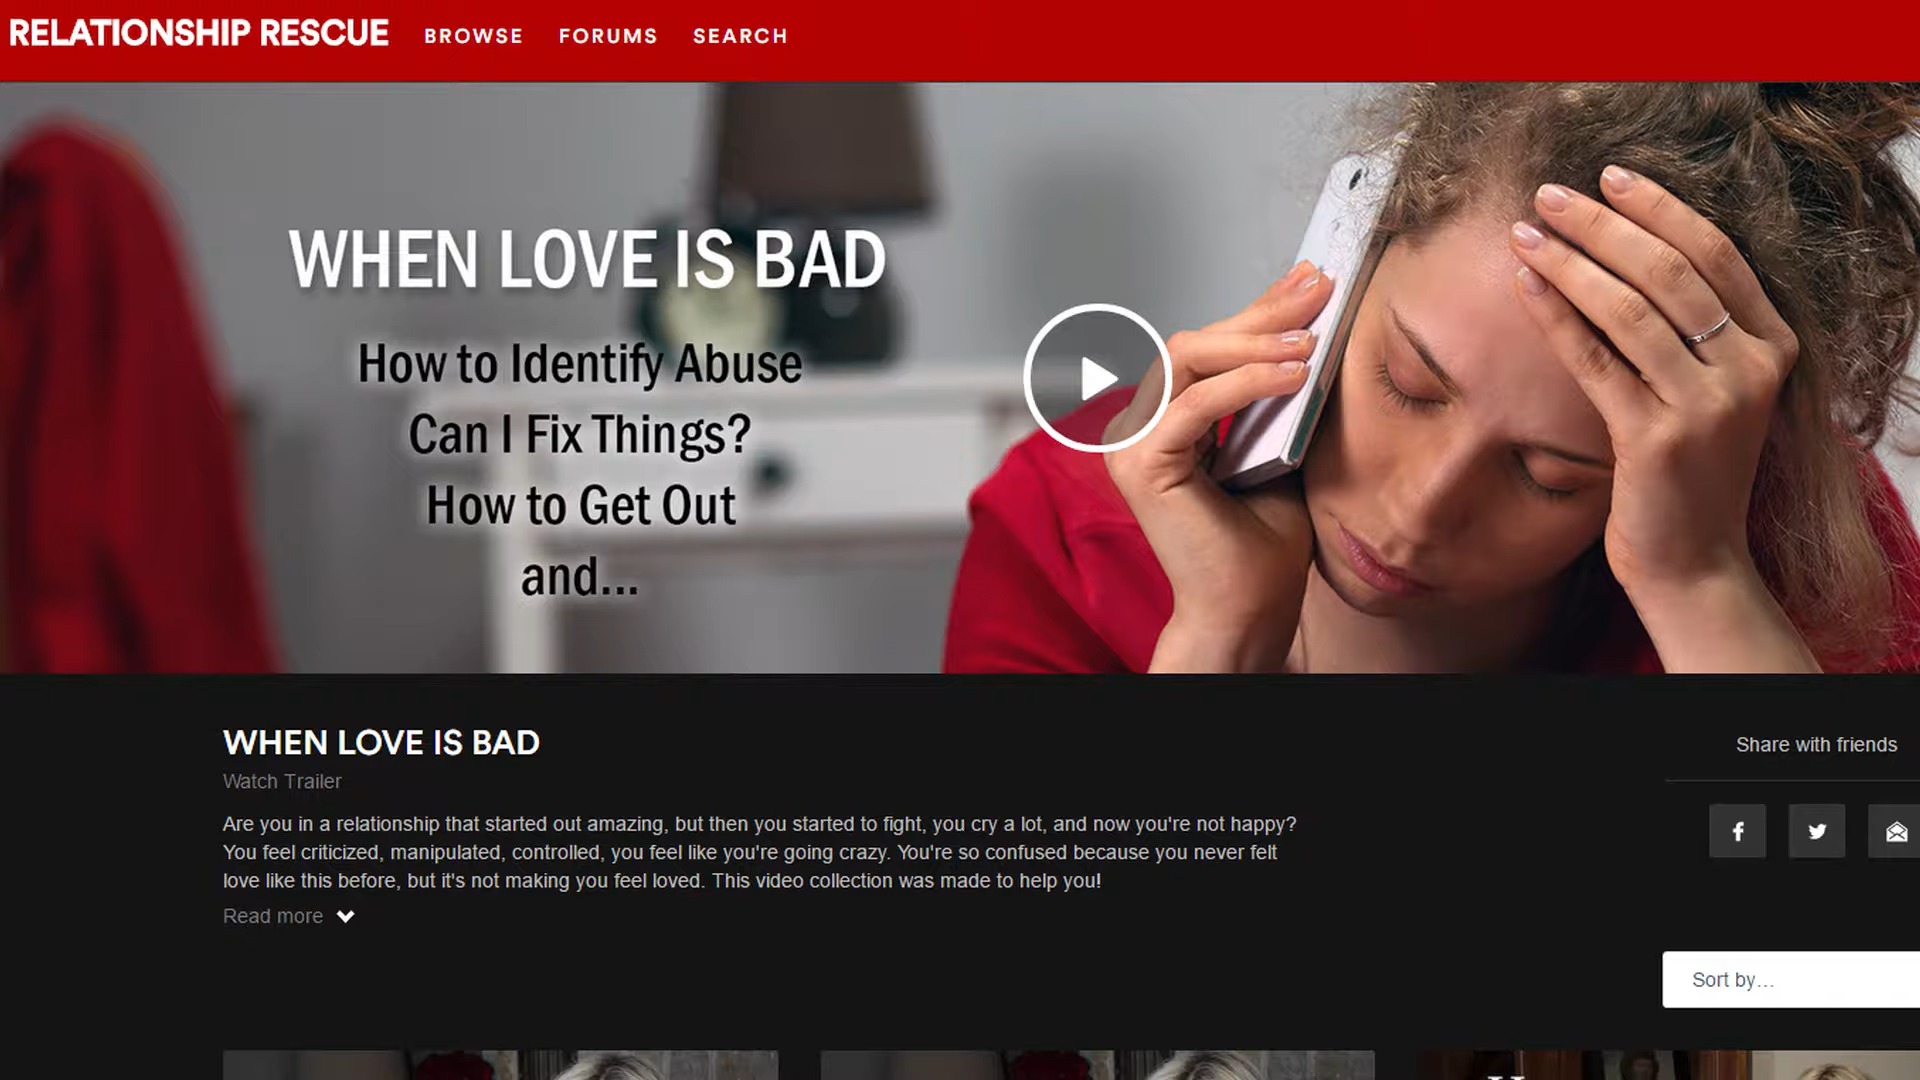 RELATIONSHIP RESCUE BROWSE FORUMS SEARCH
WHEN LOVE IS BAD
How to Identify Abuse
Can I Fix Things?
How to Get Out
and...
WHEN LOVE IS BAD
Watch Trailer
Are you in a relationship that started out amazing, but then you started to fight, you cry a lot, and now you're not happy?
You feel criticized, manipulated, controlled, you feel like you're going crazy. You're so confused because you never felt
love like this before, but it's not making you feel loved. This video collection was made to help you!
Read more
Share with friends
Sort by...